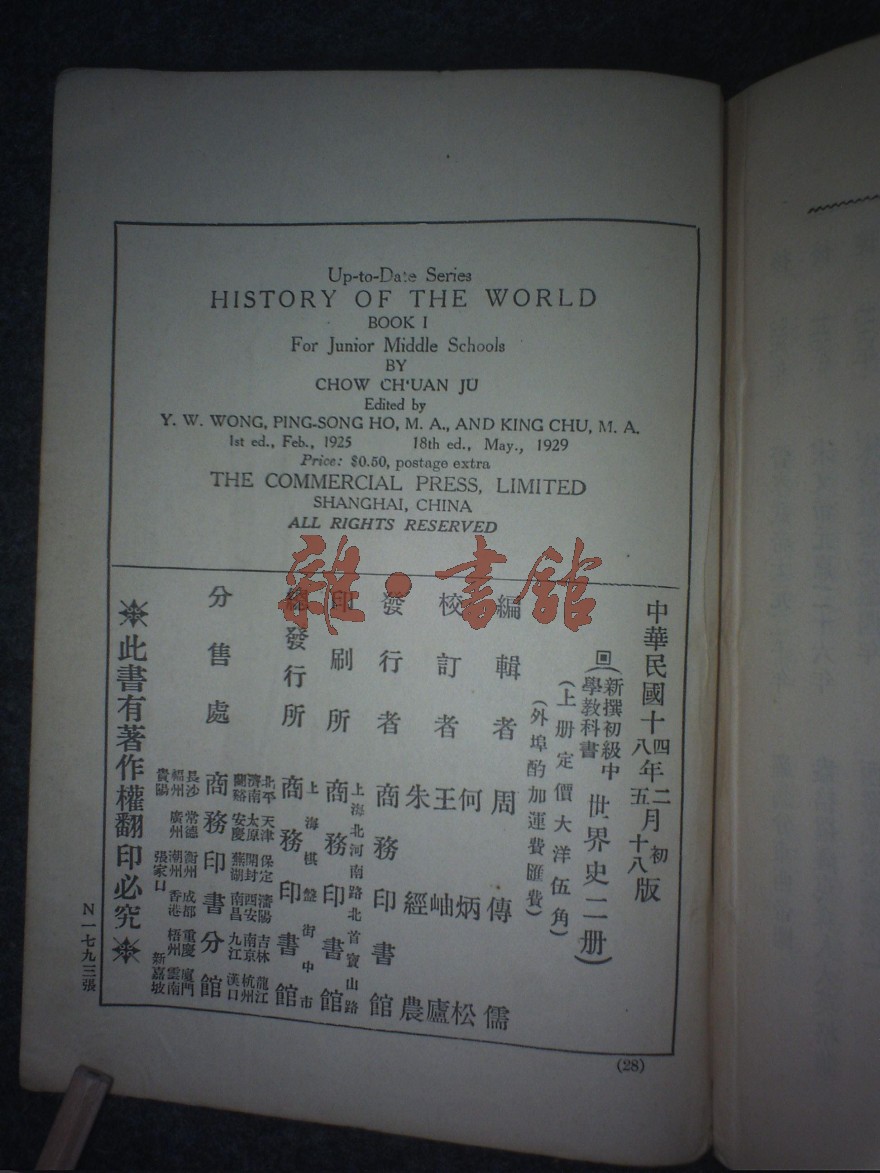 Up-to-Date Series
HISTORY OF THE WORLD
BOOK I
For Junior Middle Schools
BY
CHOW CH'UAN JU
Edited by
Y. W. WONG, PING-SONG HO, M. A., AND KING CHU, M. A.
1st ed., Feb., 1925 18th ed., May., 1929
Price: $0.50, postage extra
THE COMMERCIAL PRESS, LIMITED
SHANGHAI, CHINA
ALL RIGHTS RESERVED
雜·書館
中華民國十四年二月初版
八年五月十八版
回(新撰初級中學教科書世界史二册)
(上册定價大洋伍角)
(外埠酌加運費匯費)
編輯者 周傳儒
校訂者 何炳松
王岫廬
朱經農
發行者 商務印書館
印刷所 上海北河南路北首寶山路
商務印書館
總發行所 上海棋盤街中市
商務印書館
分售處 商務印書分館
北平 天津 保定 瀋陽 吉林 龍江
濟南 太原 開封 西安 南京 杭州
蘭谿 安慶 蕪湖 南昌 九江 漢口
長沙 常德 衡州 成都 重慶 廈門
福州 廣州 潮州 香港 梧州 雲南
貴陽 張家口 新嘉坡
此書有著作權翻印必究
N一七九三張
(28)